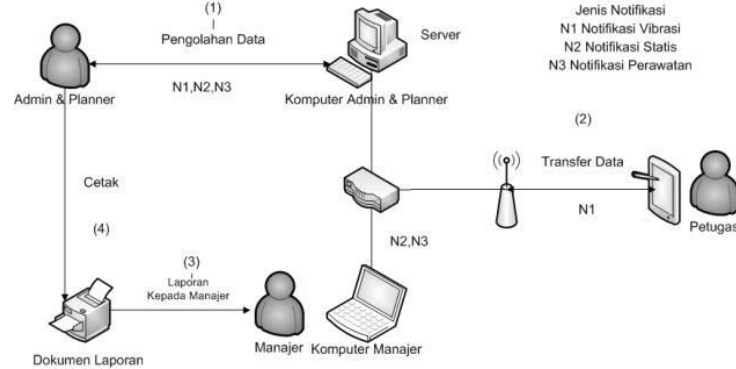 (1)
Pengolahan Data
N1,N2,N3
Admin & Planner
Server
Komputer Admin & Planner
Jenis Notifikasi
N1 Notifikasi Vibrasi
N2 Notifikasi Statis
N3 Notifikasi Perawatan
(2)
Transfer Data
N1
Petugas
Cetak
(4)
N2,N3
(3)
Laporan
Kepada Manajer
Dokumen Laporan
Manajer
Komputer Manajer